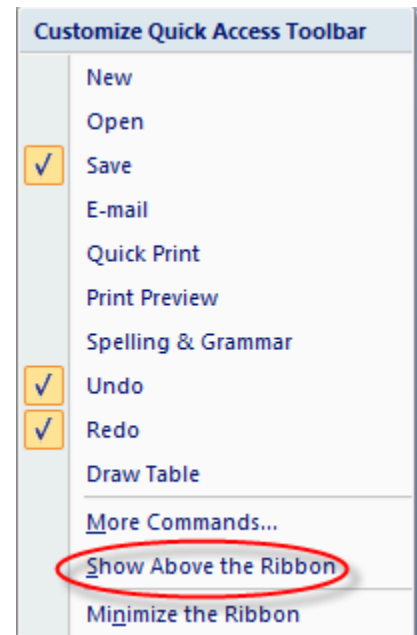 Customize Quick Access Toolbar
New
Open
Save
E-mail
Quick Print
Print Preview
Spelling & Grammar
Undo
Redo
Draw Table
More Commands...
Show Above the Ribbon
Minimize the Ribbon